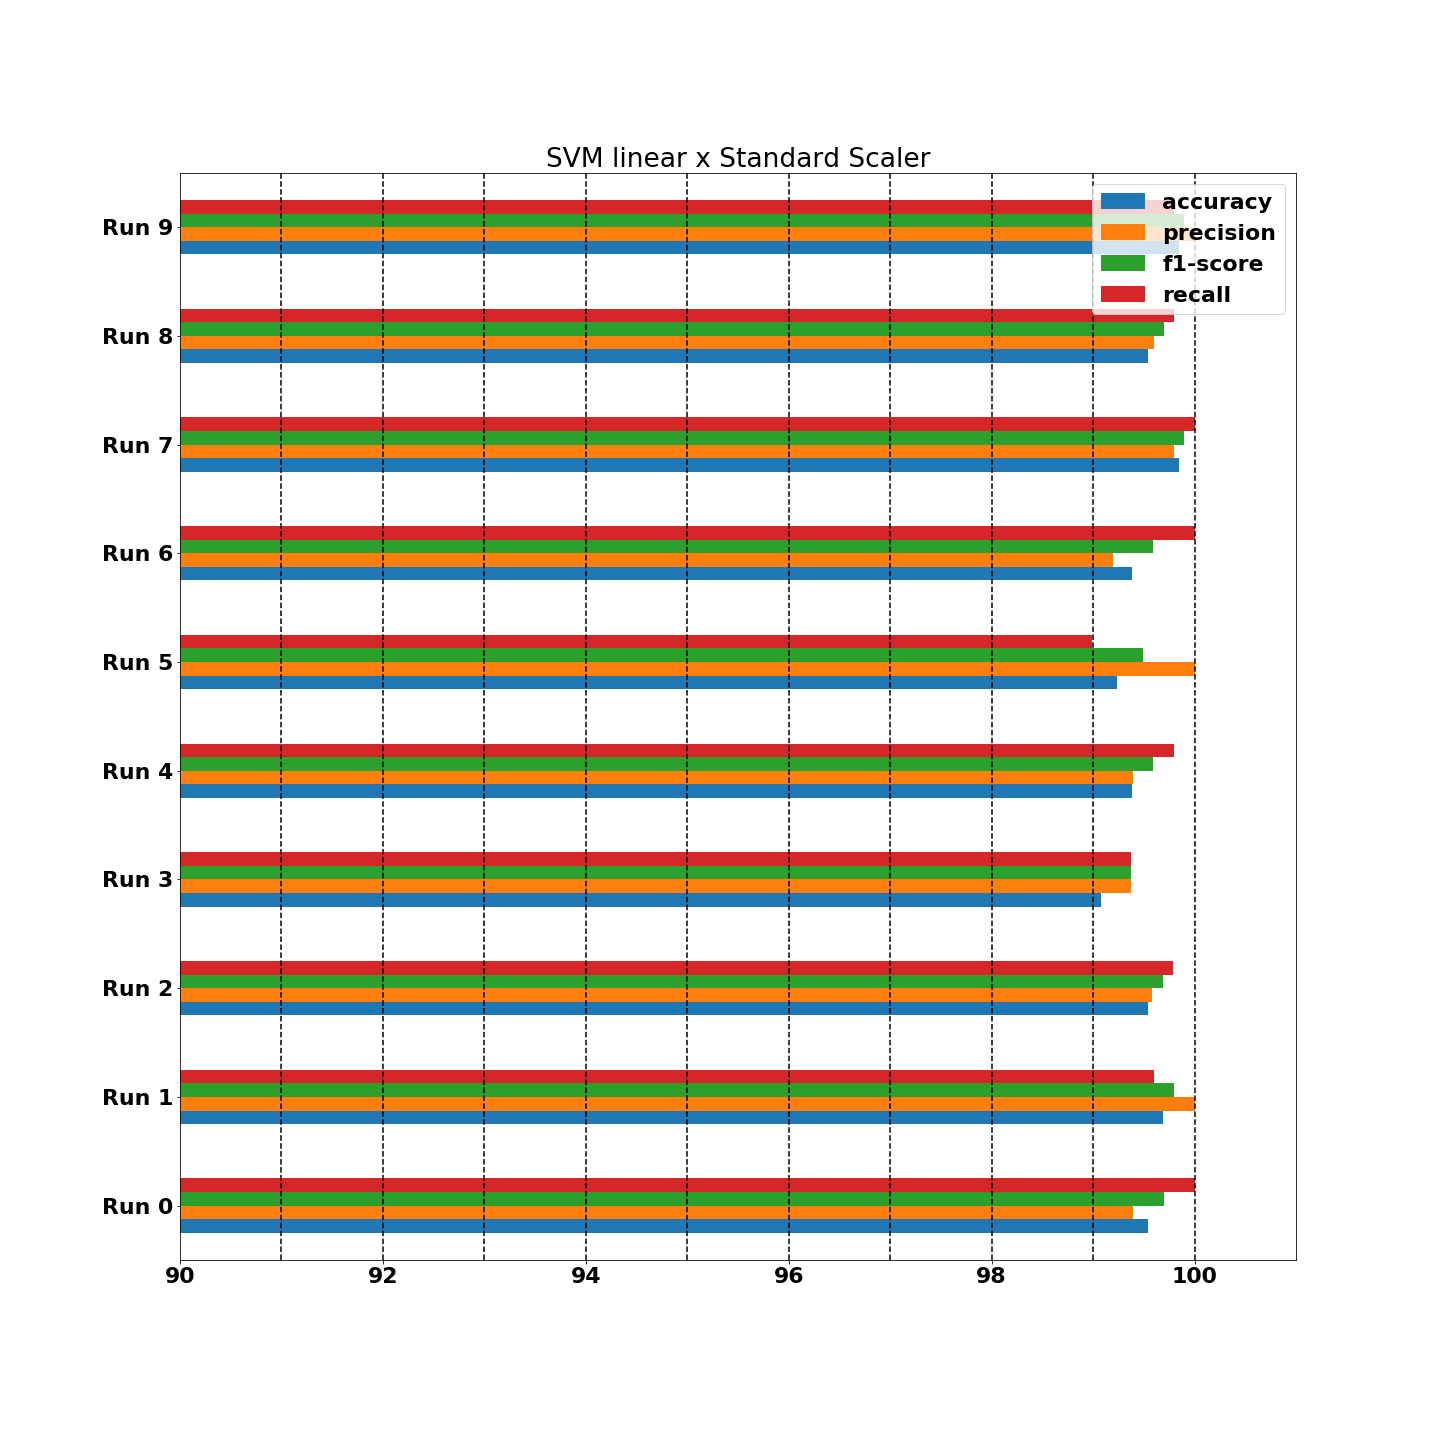 SVM linear x Standard Scaler
accuracy
precision
f1-score
recall
Run 9
Run 8
Run 7
Run 6
Run 5
Run 4
Run 3
Run 2
Run 1
Run 0
90 92 94 96 98 100